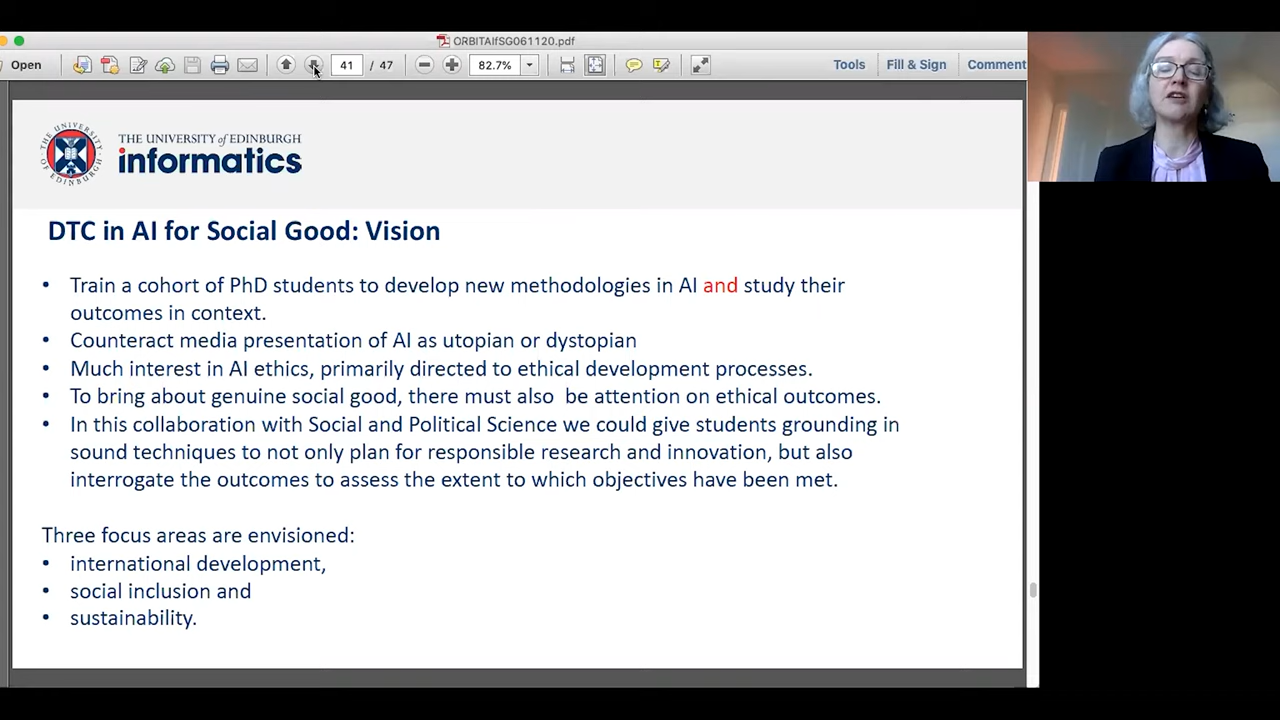 ORBITAIfSG061120.pdf
Open
41 / 47
82.7%
Tools
Fill & Sign
Comment
THE UNIVERSITY of EDINBURGH
informatics
THE UNIVERSITY OF EDINBURGH
DTC in AI for Social Good: Vision
• Train a cohort of PhD students to develop new methodologies in AI and study their
outcomes in context.
• Counteract media presentation of AI as utopian or dystopian
• Much interest in AI ethics, primarily directed to ethical development processes.
• To bring about genuine social good, there must also be attention on ethical outcomes.
• In this collaboration with Social and Political Science we could give students grounding in
sound techniques to not only plan for responsible research and innovation, but also
interrogate the outcomes to assess the extent to which objectives have been met.
Three focus areas are envisioned:
• international development,
• social inclusion and
• sustainability.